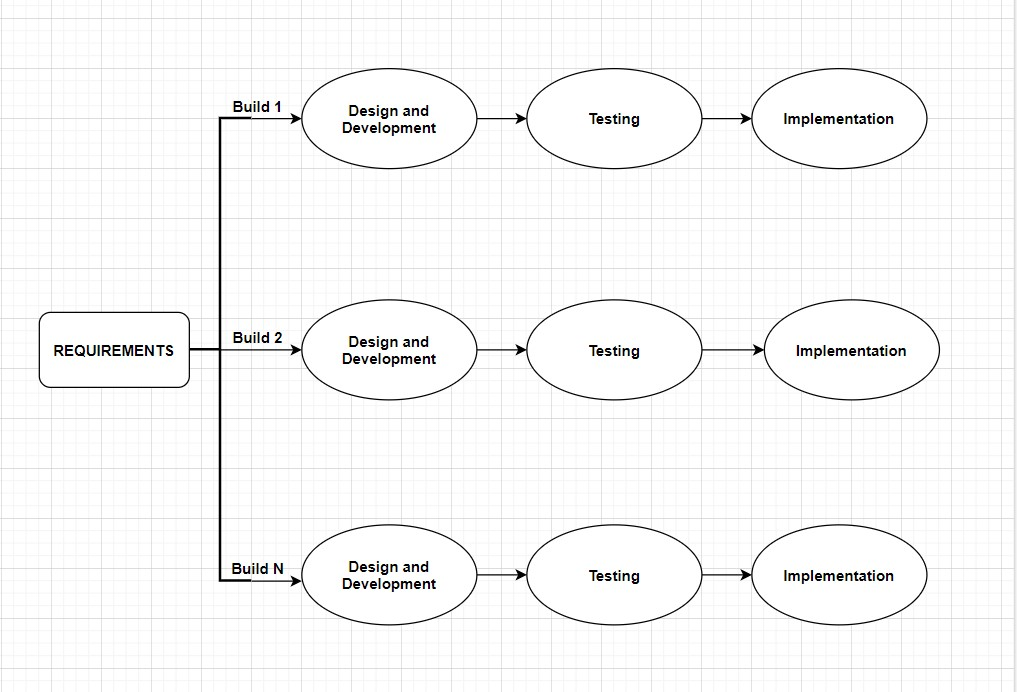 Build 1
Design and
Development
Testing
Implementation
REQUIREMENTS
Build 2
Design and
Development
Testing
Implementation
Build N
Design and
Development
Testing
Implementation